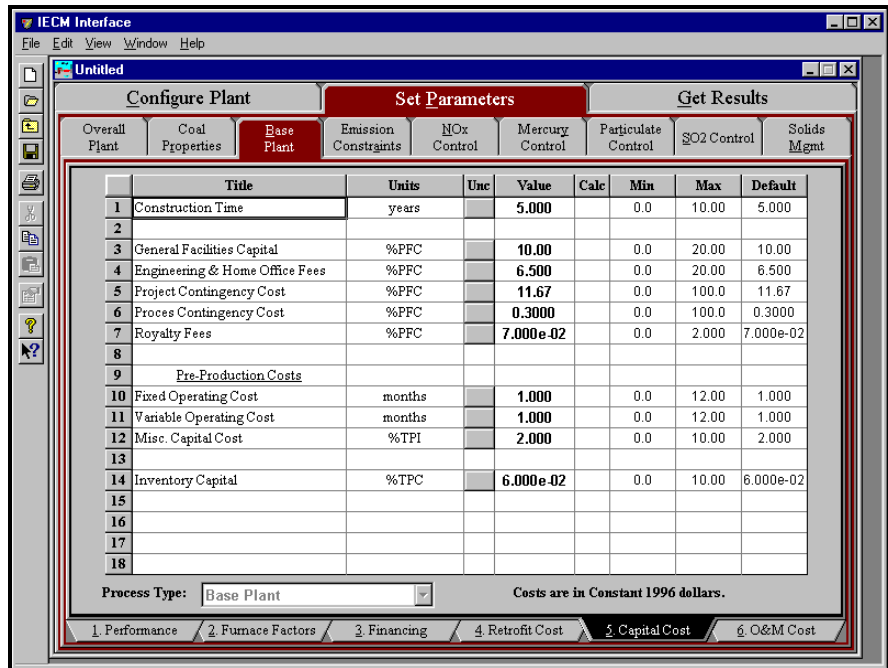 IECM Interface
File Edit View Window Help
Untitled
Configure Plant Set Parameters Get Results
Overall Plant Coal Properties Base Plant Emission Constraints NOx Control Mercury Control Particulate Control SO2 Control Solids Mgmt
Title Units Unc Value Calc Min Max Default
1 Construction Time years 5.000 0.0 10.00 5.000
2
3 General Facilities Capital %PFC 10.00 0.0 20.00 10.00
4 Engineering & Home Office Fees %PFC 6.500 0.0 20.00 6.500
5 Project Contingency Cost %PFC 11.67 0.0 100.0 11.67
6 Proces Contingency Cost %PFC 0.3000 0.0 100.0 0.3000
7 Royalty Fees %PFC 7.000e-02 0.0 2.000 7.000e-02
8
9 Pre-Production Costs
10 Fixed Operating Cost months 1.000 0.0 12.00 1.000
11 Variable Operating Cost months 1.000 0.0 12.00 1.000
12 Misc. Capital Cost %TPI 2.000 0.0 10.00 2.000
13
14 Inventory Capital %TPC 6.000e-02 0.0 10.00 6.000e-02
15
16
17
18
Process Type: Base Plant Costs are in Constant 1996 dollars.
1. Performance 2. Furnace Factors 3. Financing 4. Retrofit Cost 5. Capital Cost 6. O&M Cost